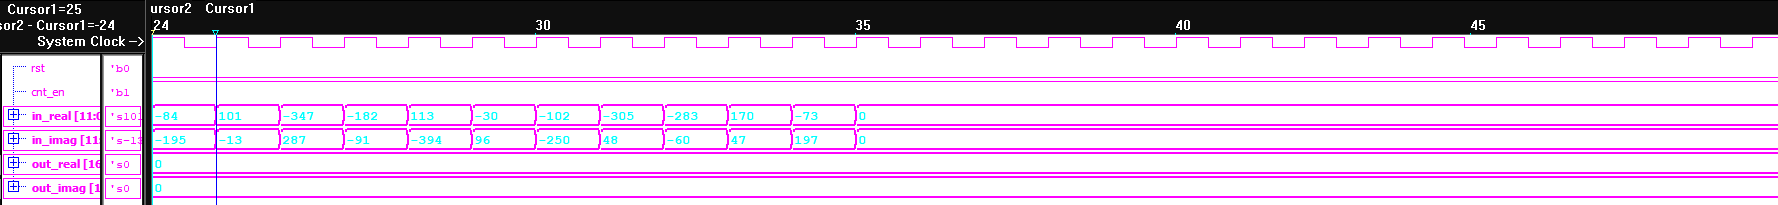 Cursor1=25
ursor2 Cursor1
sor2 - Cursor1=-24
24 30 35 40 45
System Clock ->
rst 'b0
cnt_en 'b1
in_real [11:0 's101 -84 101 -347 -182 113 -30 -102 -305 -283 170 -73 0
in_imag [11: 's-13 -195 -13 287 -91 -394 96 -250 48 -60 47 197 0
out_real [16 's0 0
out_imag [1 's0 0